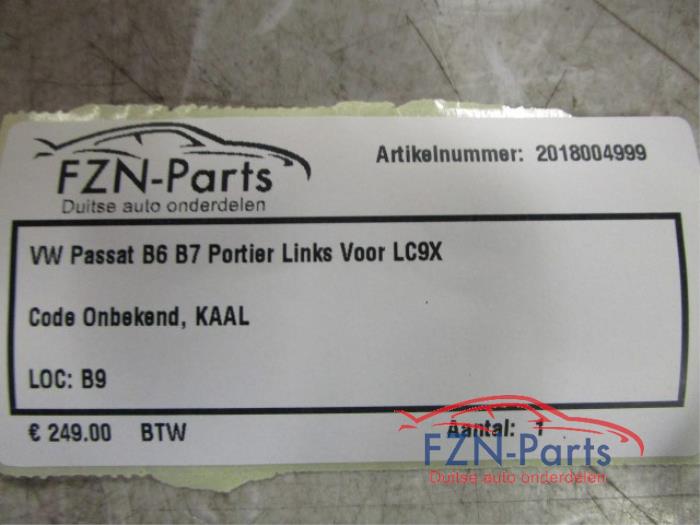 FZN-Parts
Duitse auto onderdelen
Artikelnummer: 2018004999
VW Passat B6 B7 Portier Links Voor LC9X
Code Onbekend, KAAL
LOC: B9
€ 249.00 BTW Aantal: 1
FZN-Parts
Duitse auto onderdelen